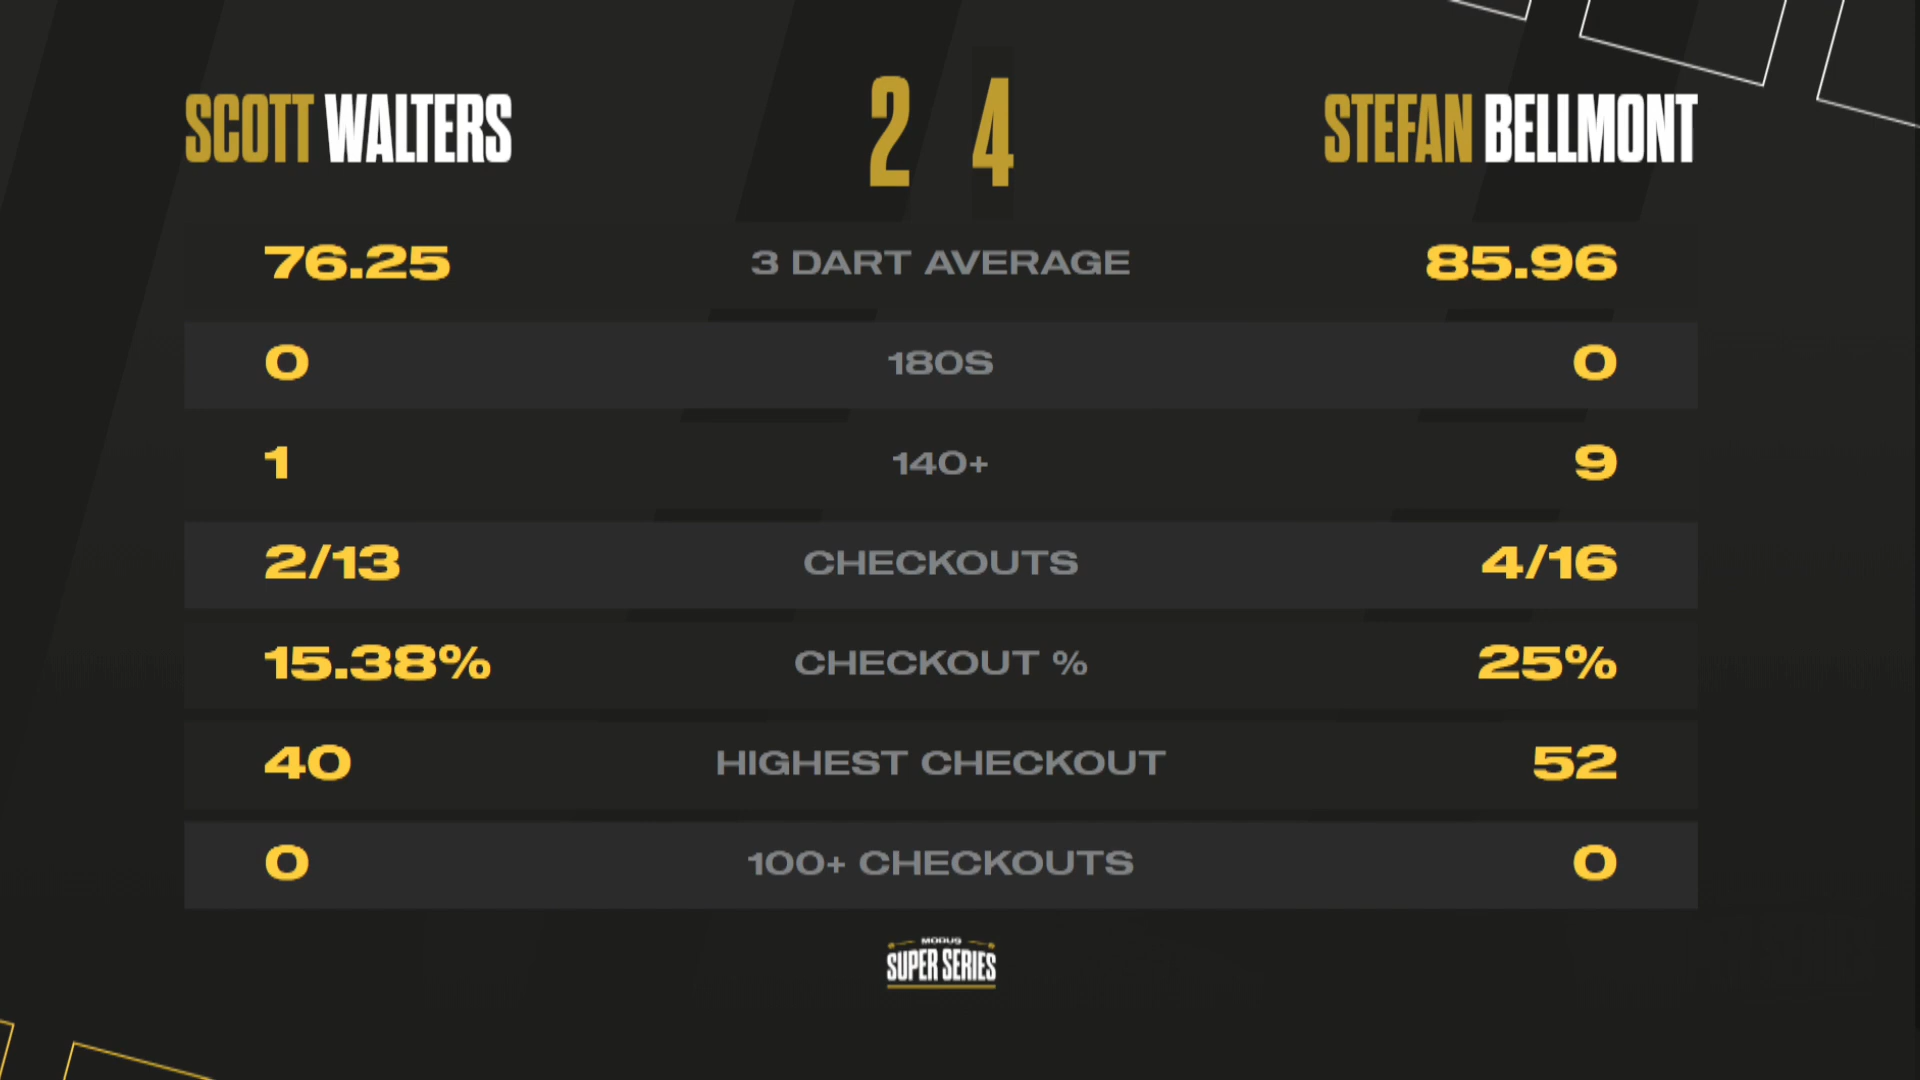 SCOTT WALTERS 2 4 STEFAN BELLMONT
76.25 3 DART AVERAGE 85.96
0 180S 0
1 140+ 9
2/13 CHECKOUTS 4/16
15.38% CHECKOUT % 25%
40 HIGHEST CHECKOUT 52
0 100+ CHECKOUTS 0
MODUS
SUPER SERIES